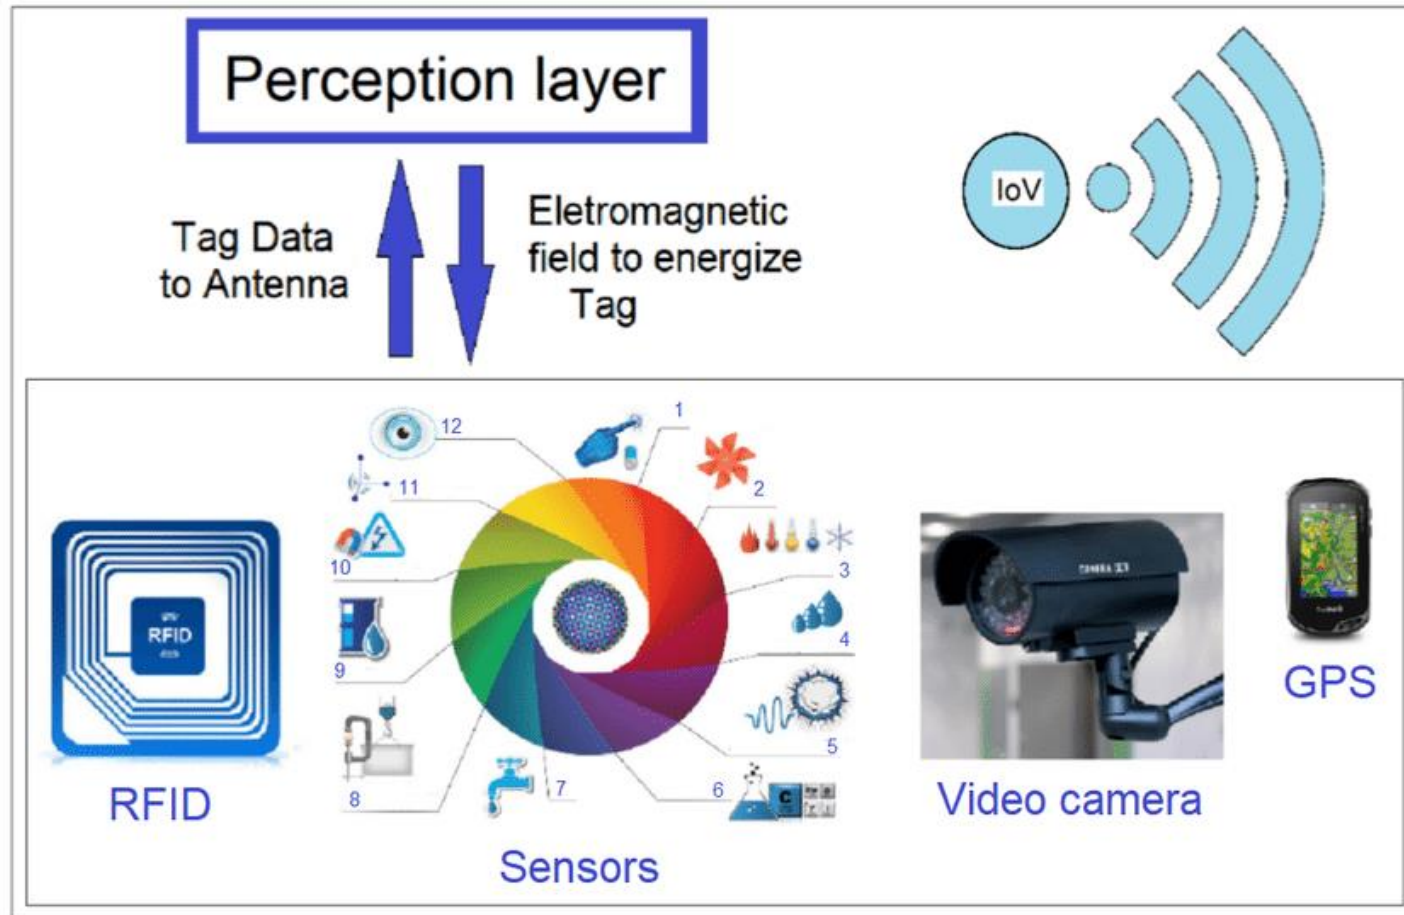 Perception layer
Tag Data
to Antenna
Eletromagnetic
field to energize
Tag
IoV
1
2
3
4
5
6
7
8
9
10
11
12
RFID
RFID
Sensors
Video camera
GPS